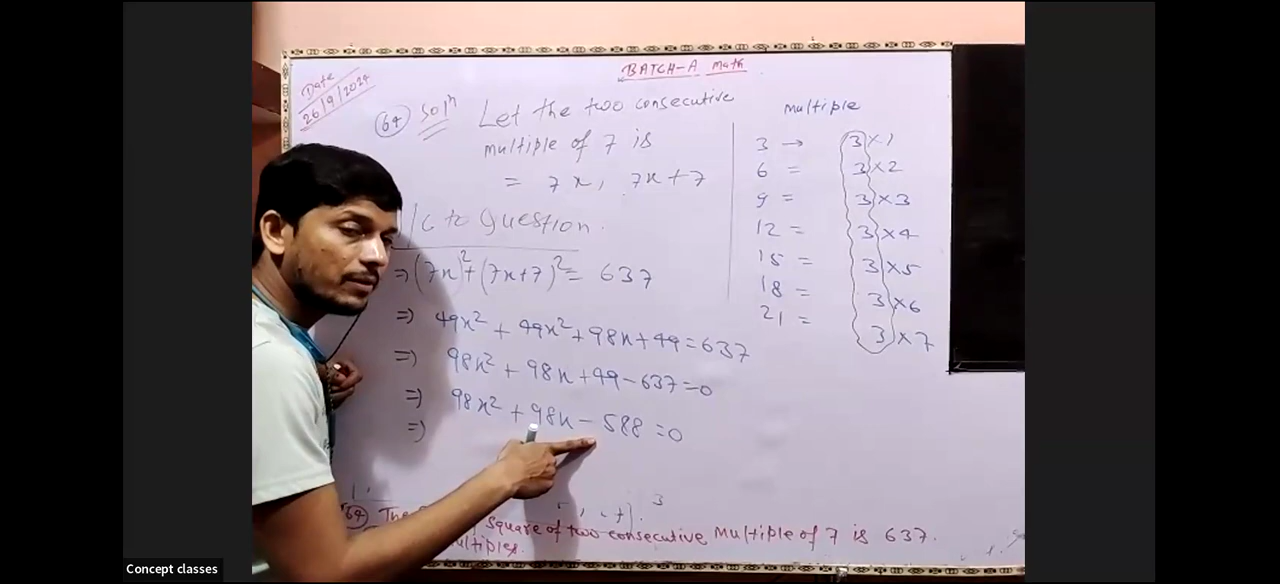 BATCH-A Math
Date
26/9/2024
64 Solⁿ Let the two consecutive
multiple of 7 is
= 7x, 7x+7
A/C to Question.
⇒ (7x)²+(7x+7)²= 637
⇒ 49x² + 49x²+98x+49=637
⇒ 98x² + 98x+49-637=0
⇒ 98x² + 98x - 588 =0
⇒
multiple
3 → 3×1
6 = 3×2
9 = 3×3
12 = 3×4
15 = 3×5
18 = 3×6
21 = 3×7
64) The square of two consecutive multiple of 7 is 637.
multiples.
Concept classes